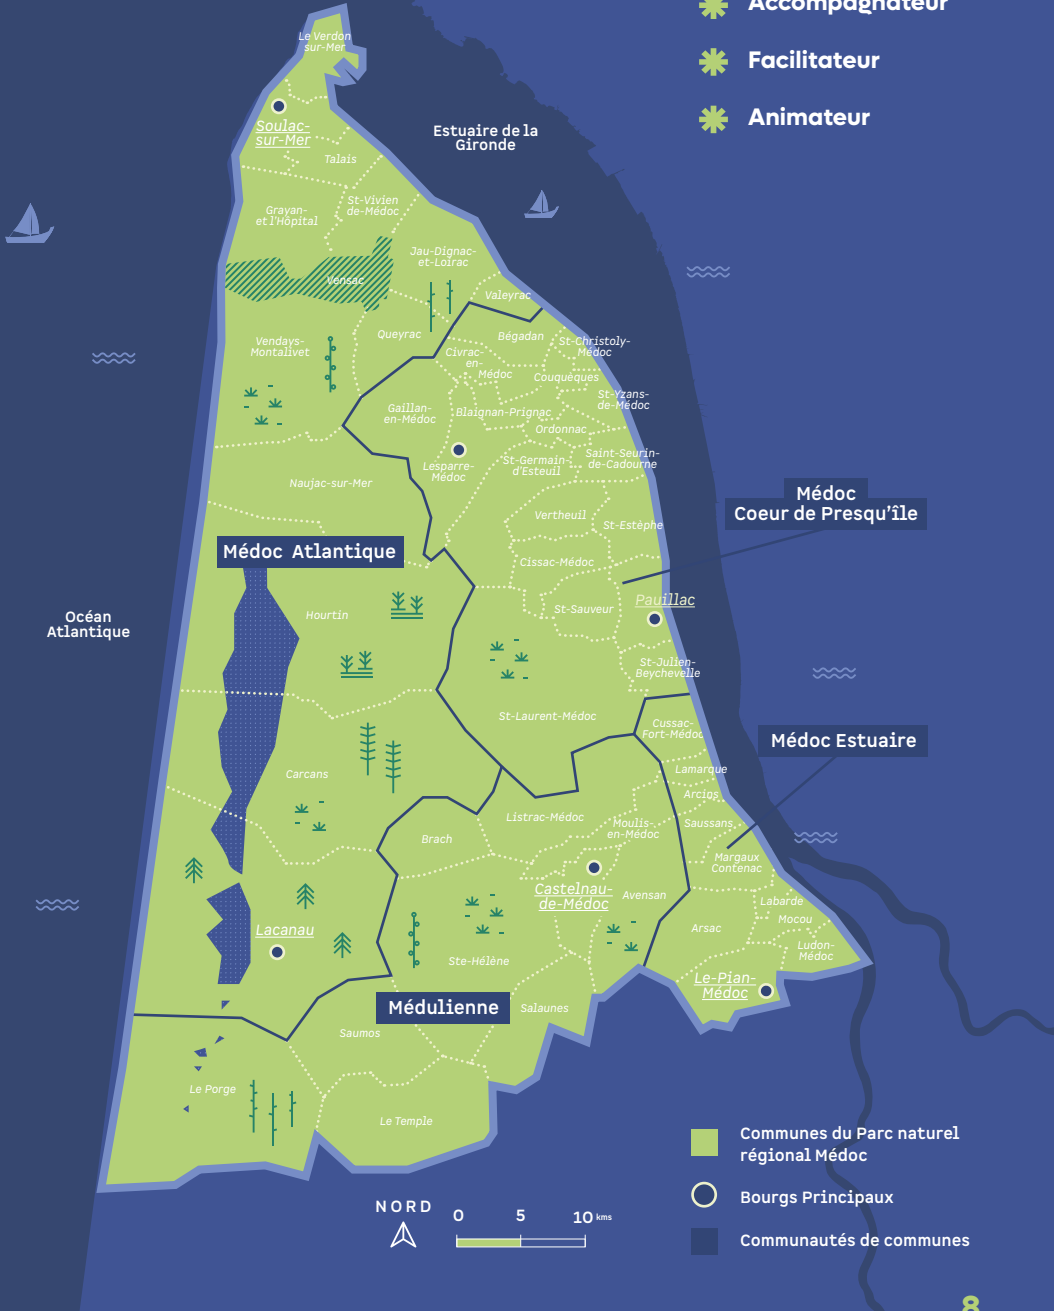 Accompagnateur
Facilitateur
Animateur
Le Verdon
sur-Mer
Soulac-
sur-Mer
Estuaire de la
Gironde
Talais
Grayan-
et l'Hôpital
St-Vivien
de-Médoc
Jau-Dignac-
et-Loirac
Vensac
Valeyrac
Vendays-
Montalivet
Queyrac
Bégadan
St-Christoly-
Médoc
Civrac-
en-
Médoc
Couquèques
St-Yzans-
de-Médoc
Gaillan-
en-Médoc
Blaignan-Prignac
Ordonnac
Lesparre-
Médoc
St-Germain-
d'Esteuil
Saint-Seurin-
de-Cadourne
Naujac-sur-Mer
Médoc
Coeur de Presqu'île
Vertheuil
St-Estèphe
Médoc Atlantique
Cissac-Médoc
Océan
Atlantique
Hourtin
St-Sauveur
Pauillac
St-Julien-
Beychevelle
St-Laurent-Médoc
Cussac-
Fort-Médoc
Médoc Estuaire
Lamarque
Carcans
Arcins
Listrac-Médoc
Moulis-
en-Médoc
Saussans
Brach
Margaux
Contenac
Castelnau-
de-Médoc
Avensan
Labarde
Mocou
Lacanau
Arsac
Ludon-
Médoc
Ste-Hélène
Le-Pian-
Médoc
Médulienne
Salaunes
Saumos
Le Porge
Le Temple
Communes du Parc naturel
régional Médoc
Bourgs Principaux
Communautés de communes
NORD
0 5 10 kms
8